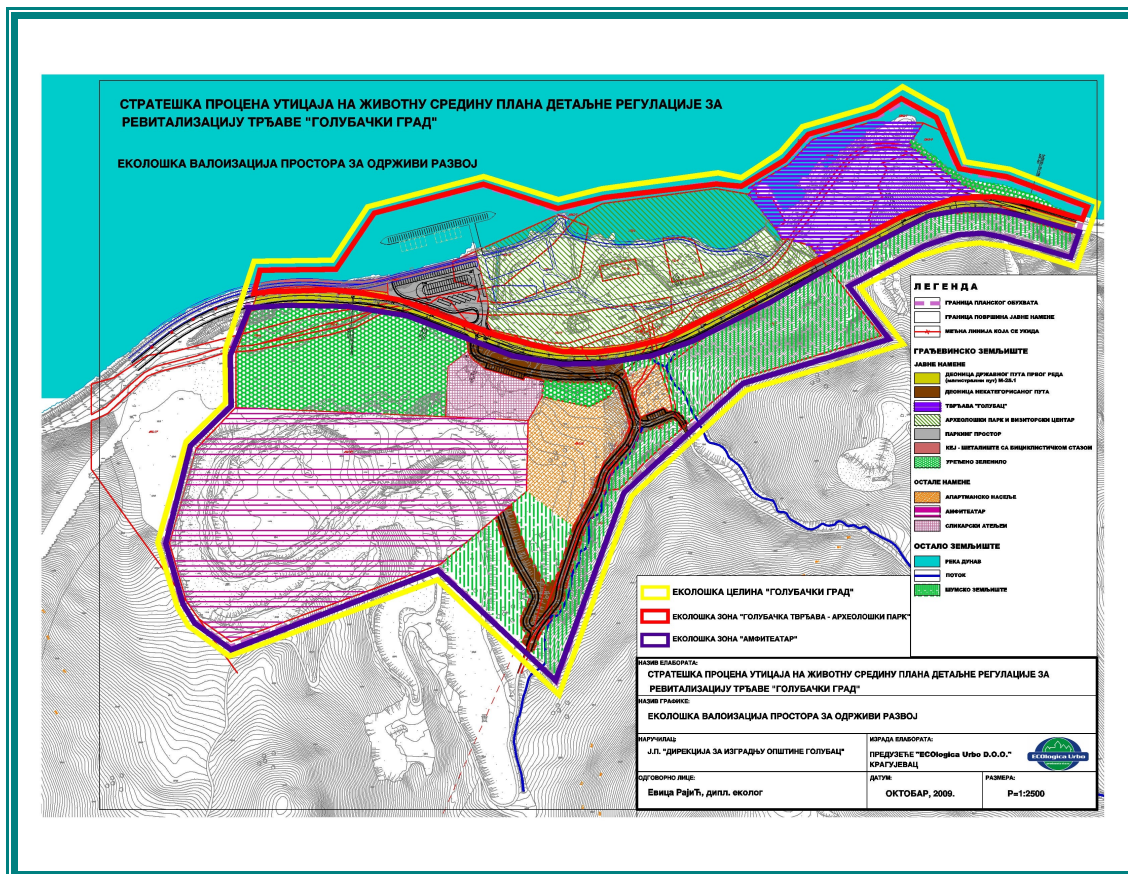 СТРАТЕШКА ПРОЦЕНА УТИЦАЈА НА ЖИВОТНУ СРЕДИНУ ПЛАНА ДЕТАЉНЕ РЕГУЛАЦИЈЕ ЗА
РЕВИТАЛИЗАЦИЈУ ТРЂАВЕ "ГОЛУБАЧКИ ГРАД"
ЕКОЛОШКА ВАЛОИЗАЦИЈА ПРОСТОРА ЗА ОДРЖИВИ РАЗВОЈ
ЛЕГЕНДА
ГРАНИЦА ПЛАНСКОГ ОБУХВАТА
ГРАНИЦА ПОВРШИНА ЈАВНЕ НАМЕНЕ
МЕЂНА ЛИНИЈА КОЈА СЕ УКИДА
ГРАЂЕВИНСКО ЗЕМЉИШТЕ
ЈАВНЕ НАМЕНЕ
ДЕОНИЦА ДРЖАВНОГ ПУТА ПРВОГ РЕДА
(магистрални пут) М-25.1
ДЕОНИЦА НЕКАТЕГОРИСАНОГ ПУТА
ТВРЂАВА "ГОЛУБАЦ"
АРХЕОЛОШКИ ПАРК И ВИЗИТОРСКИ ЦЕНТАР
ПАРКИНГ ПРОСТОР
КЕЈ - ШЕТАЛИШТЕ СА БИЦИКЛИСТИЧКОМ СТАЗОМ
УРЕЂЕНО ЗЕЛЕНИЛО
ОСТАЛЕ НАМЕНЕ
АПАРТМАНСКО НАСЕЉЕ
АМФИТЕАТАР
СЛИКАРСКИ АТЕЉЕИ
ОСТАЛО ЗЕМЉИШТЕ
РЕКА ДУНАВ
ПОТОК
ШУМСКО ЗЕМЉИШТЕ
ЕКОЛОШКА ЦЕЛИНА "ГОЛУБАЧКИ ГРАД"
ЕКОЛОШКА ЗОНА "ГОЛУБАЧКА ТВРЂАВА - АРХЕОЛОШКИ ПАРК"
ЕКОЛОШКА ЗОНА "АМФИТЕАТАР"
НАЗИВ ЕЛАБОРАТА:
СТРАТЕШКА ПРОЦЕНА УТИЦАЈА НА ЖИВОТНУ СРЕДИНУ ПЛАНА ДЕТАЉНЕ РЕГУЛАЦИЈЕ ЗА
РЕВИТАЛИЗАЦИЈУ ТРЂАВЕ "ГОЛУБАЧКИ ГРАД"
НАЗИВ ГРАФИКЕ:
ЕКОЛОШКА ВАЛОИЗАЦИЈА ПРОСТОРА ЗА ОДРЖИВИ РАЗВОЈ
НАРУЧИЛАЦ:
Ј.П. "ДИРЕКЦИЈА ЗА ИЗГРАДЊУ ОПШТИНЕ ГОЛУБАЦ"
ИЗРАДА ЕЛАБОРАТА:
ПРЕДУЗЕЋЕ "ECOlogica Urbo D.O.O."
КРАГУЈЕВАЦ
ECOlogica Urbo
ОДГОВОРНО ЛИЦЕ:
Евица РајиЋ, дипл. еколог
ДАТУМ:
ОКТОБАР, 2009.
РАЗМЕРА:
Р=1:2500